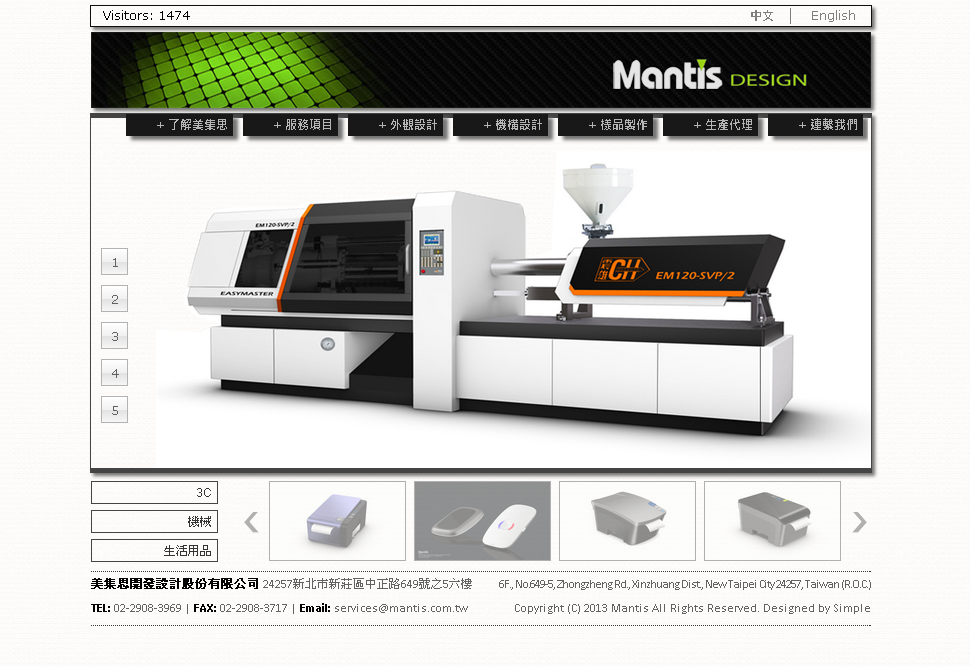 Visitors: 1474 中文 | English
Mantis DESIGN
+ 了解美集思 + 服務項目 + 外觀設計 + 機構設計 + 樣品製作 + 生產代理 + 連繫我們
EM120-SVP/2
CH EM120-SVP/2
EASYMASTER
1
2
3
4
5
3C
機械
生活用品
美集思開發設計股份有限公司 24257新北市新莊區中正路649號之5六樓 6F., No.649-5, Zhongzheng Rd., Xinzhuang Dist., New Taipei City 24257, Taiwan (R.O.C.)
TEL: 02-2908-3969 | FAX: 02-2908-3717 | Email: services@mantis.com.tw Copyright (C) 2013 Mantis All Rights Reserved. Designed by Simple